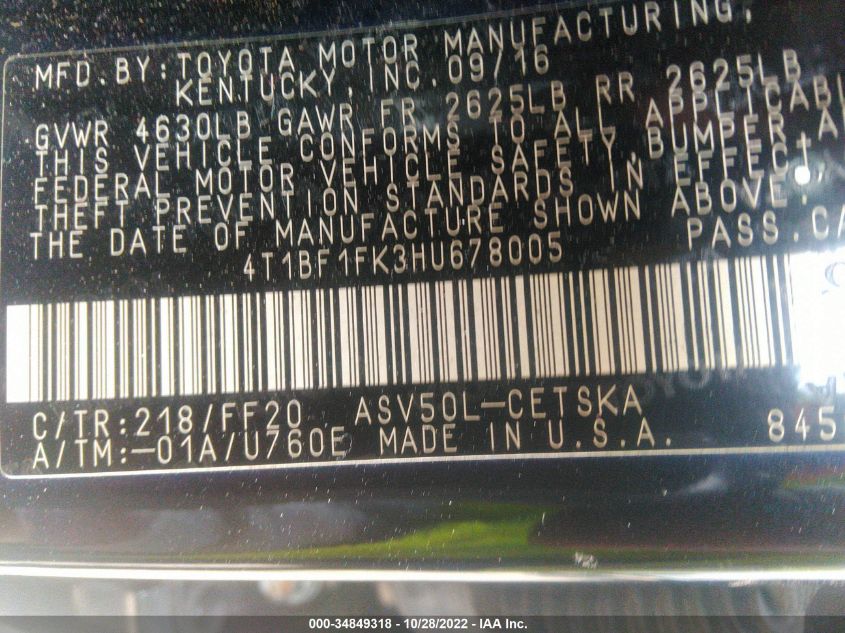 MFD. BY: TOYOTA MOTOR MANUFACTURING,
KENTUCKY, INC. 09/16
GVWR 4630LB GAWR FR 2625LB RR 2625LB
THIS VEHICLE CONFORMS TO ALL APPLICABL
FEDERAL MOTOR VEHICLE SAFETY, BUMPER, A
THEFT PREVENTION STANDARDS IN EFFECT
THE DATE OF MANUFACTURE SHOWN ABOVE.
4T1BF1FK3HU678005 PASS. CA
C/TR: 218/FF20 ASV50L-CETSKA
A/TM:-01A/U760E MADE IN U.S.A. 845
000-34849318 | 10/28/2022 — IAA Inc.